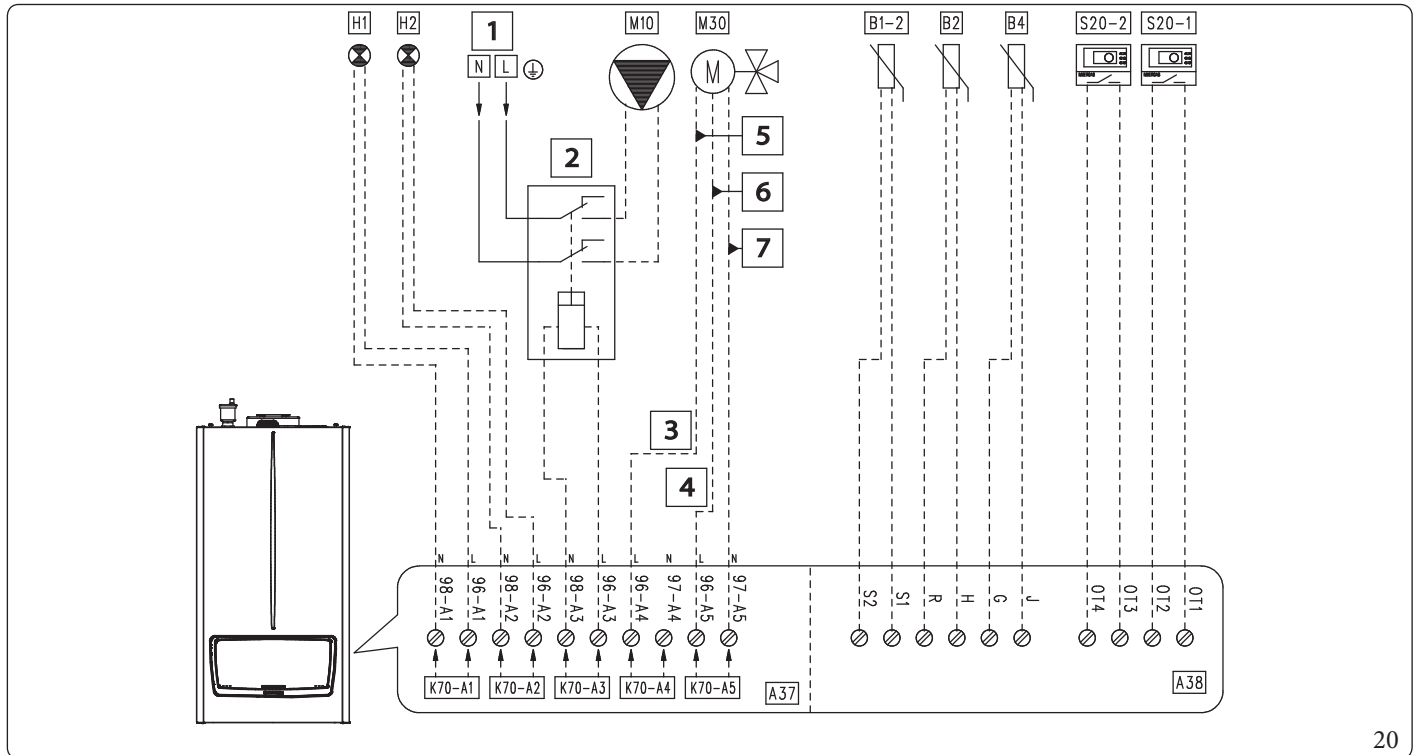 H1 H2 1 M10 M30 B1-2 B2 B4 S20-2 S20-1
N L
M
5
2
6
7
3
4
N L N L N L L N L N
98-A1 96-A1 98-A2 96-A2 98-A3 96-A3 96-A4 97-A4 96-A5 97-A5 S2 S1 R H G J OT4 OT3 OT2 OT1
K70-A1 K70-A2 K70-A3 K70-A4 K70-A5 A37 A38
20